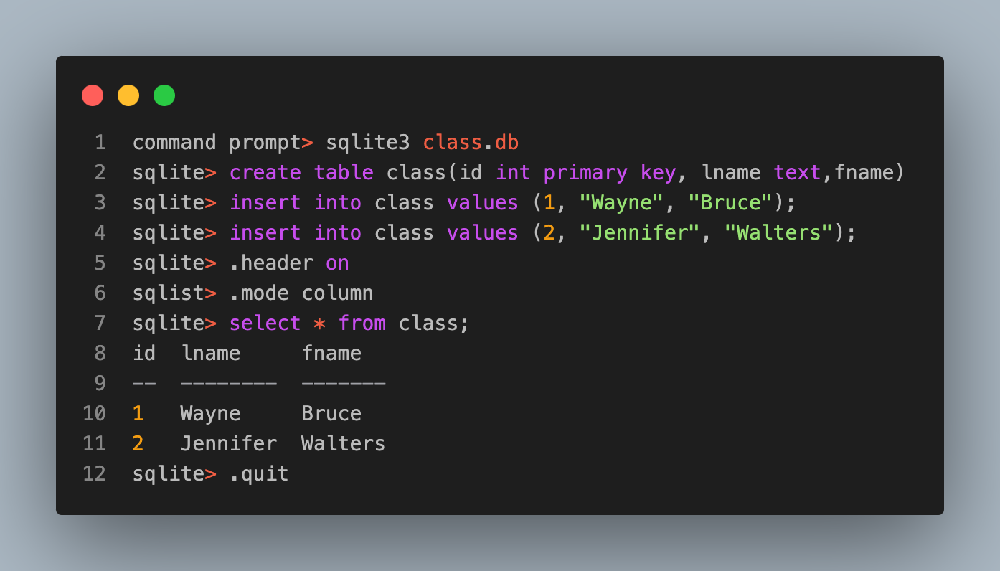 1 command prompt> sqlite3 class.db
2 sqlite> create table class(id int primary key, lname text,fname)
3 sqlite> insert into class values (1, "Wayne", "Bruce");
4 sqlite> insert into class values (2, "Jennifer", "Walters");
5 sqlite> .header on
6 sqlist> .mode column
7 sqlite> select * from class;
8 id  lname     fname
9 --  --------  -------
10 1   Wayne     Bruce
11 2   Jennifer  Walters
12 sqlite> .quit